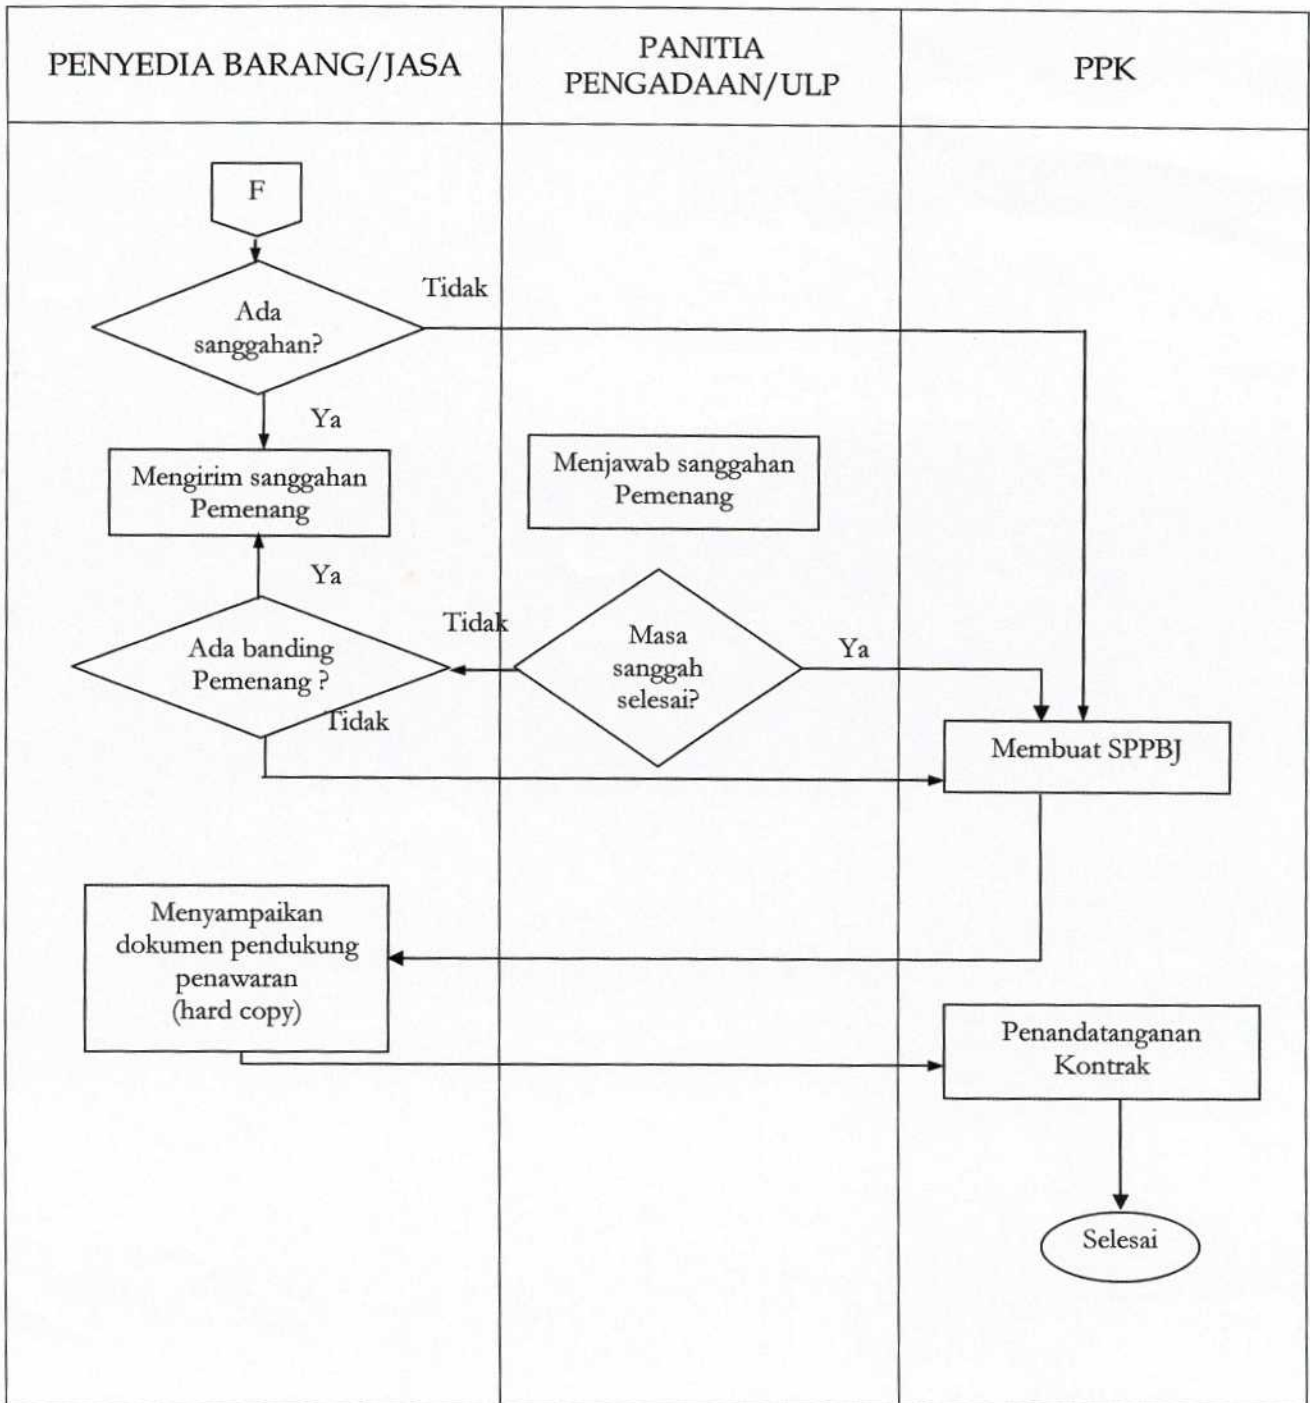 PENYEDIA BARANG/JASA
PANITIA
PENGADAAN/ULP
PPK
F
Ada
sanggahan?
Tidak
Ya
Mengirim sanggahan
Pemenang
Menjawab sanggahan
Pemenang
Ya
Ada banding
Pemenang ?
Tidak
Tidak
Masa
sanggah
selesai?
Ya
Membuat SPPBJ
Menyampaikan
dokumen pendukung
penawaran
(hard copy)
Penandatanganan
Kontrak
Selesai